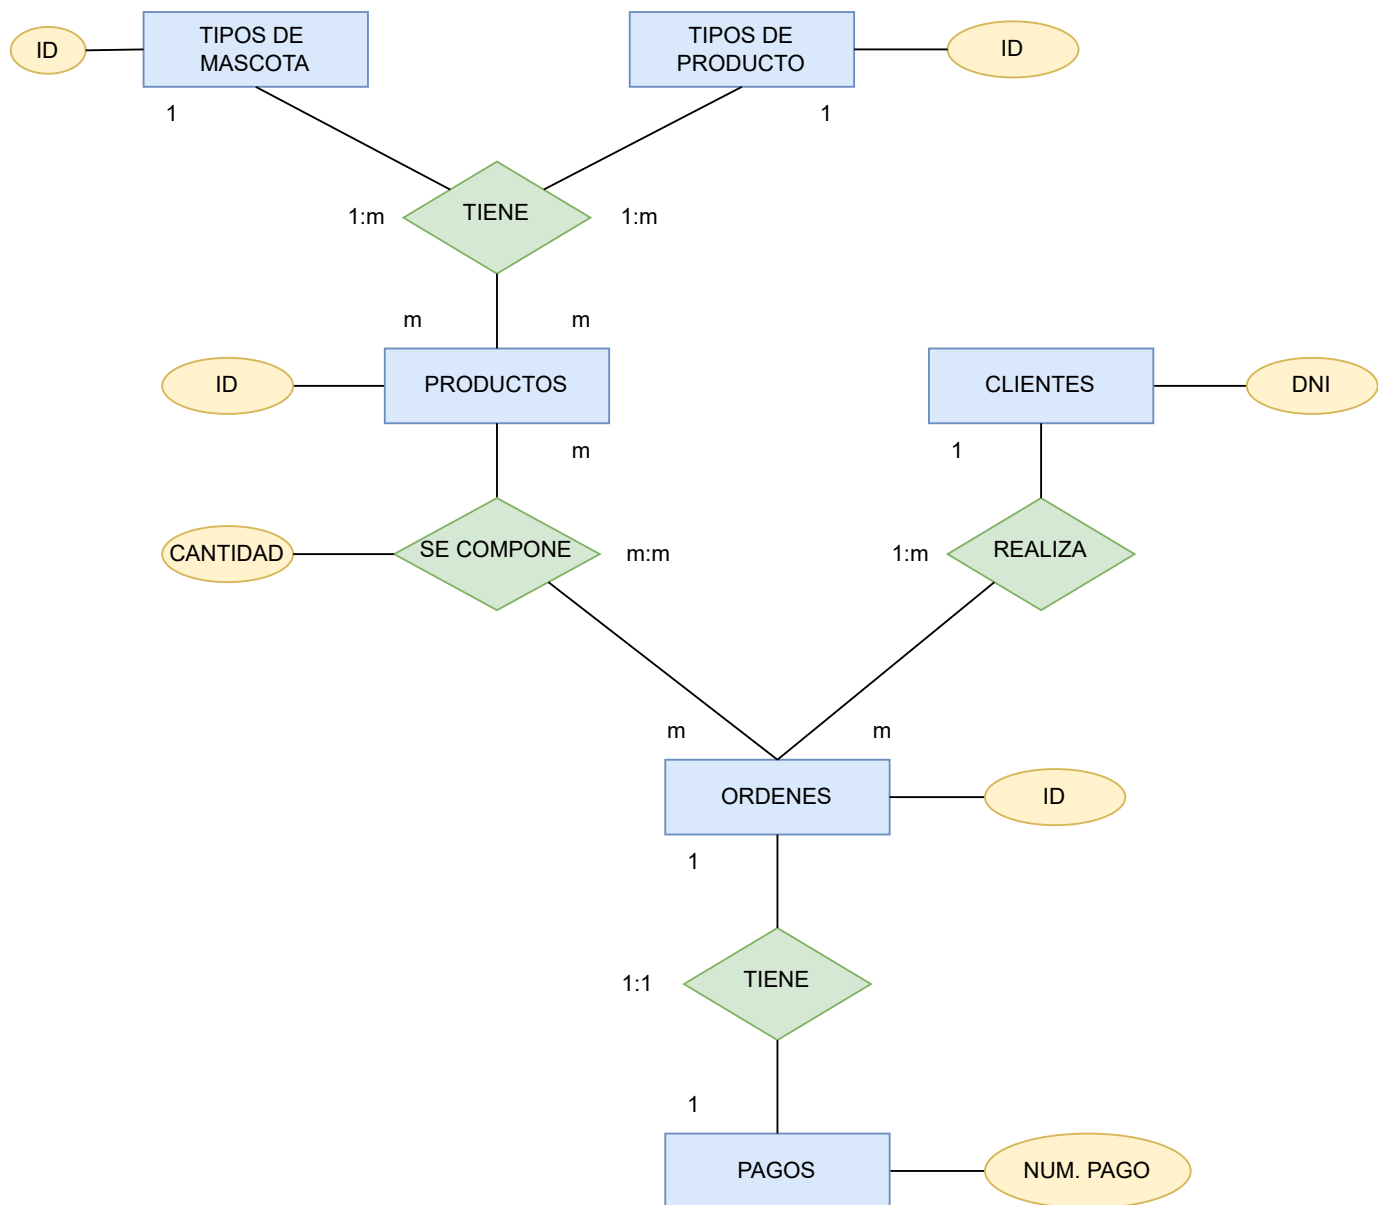 ID
TIPOS DE
MASCOTA
TIPOS DE
PRODUCTO
ID
1
1
1:m
TIENE
1:m
m
m
ID
PRODUCTOS
CLIENTES
DNI
m
1
CANTIDAD
SE COMPONE
m:m
1:m
REALIZA
m
m
ORDENES
ID
1
1:1
TIENE
1
PAGOS
NUM. PAGO